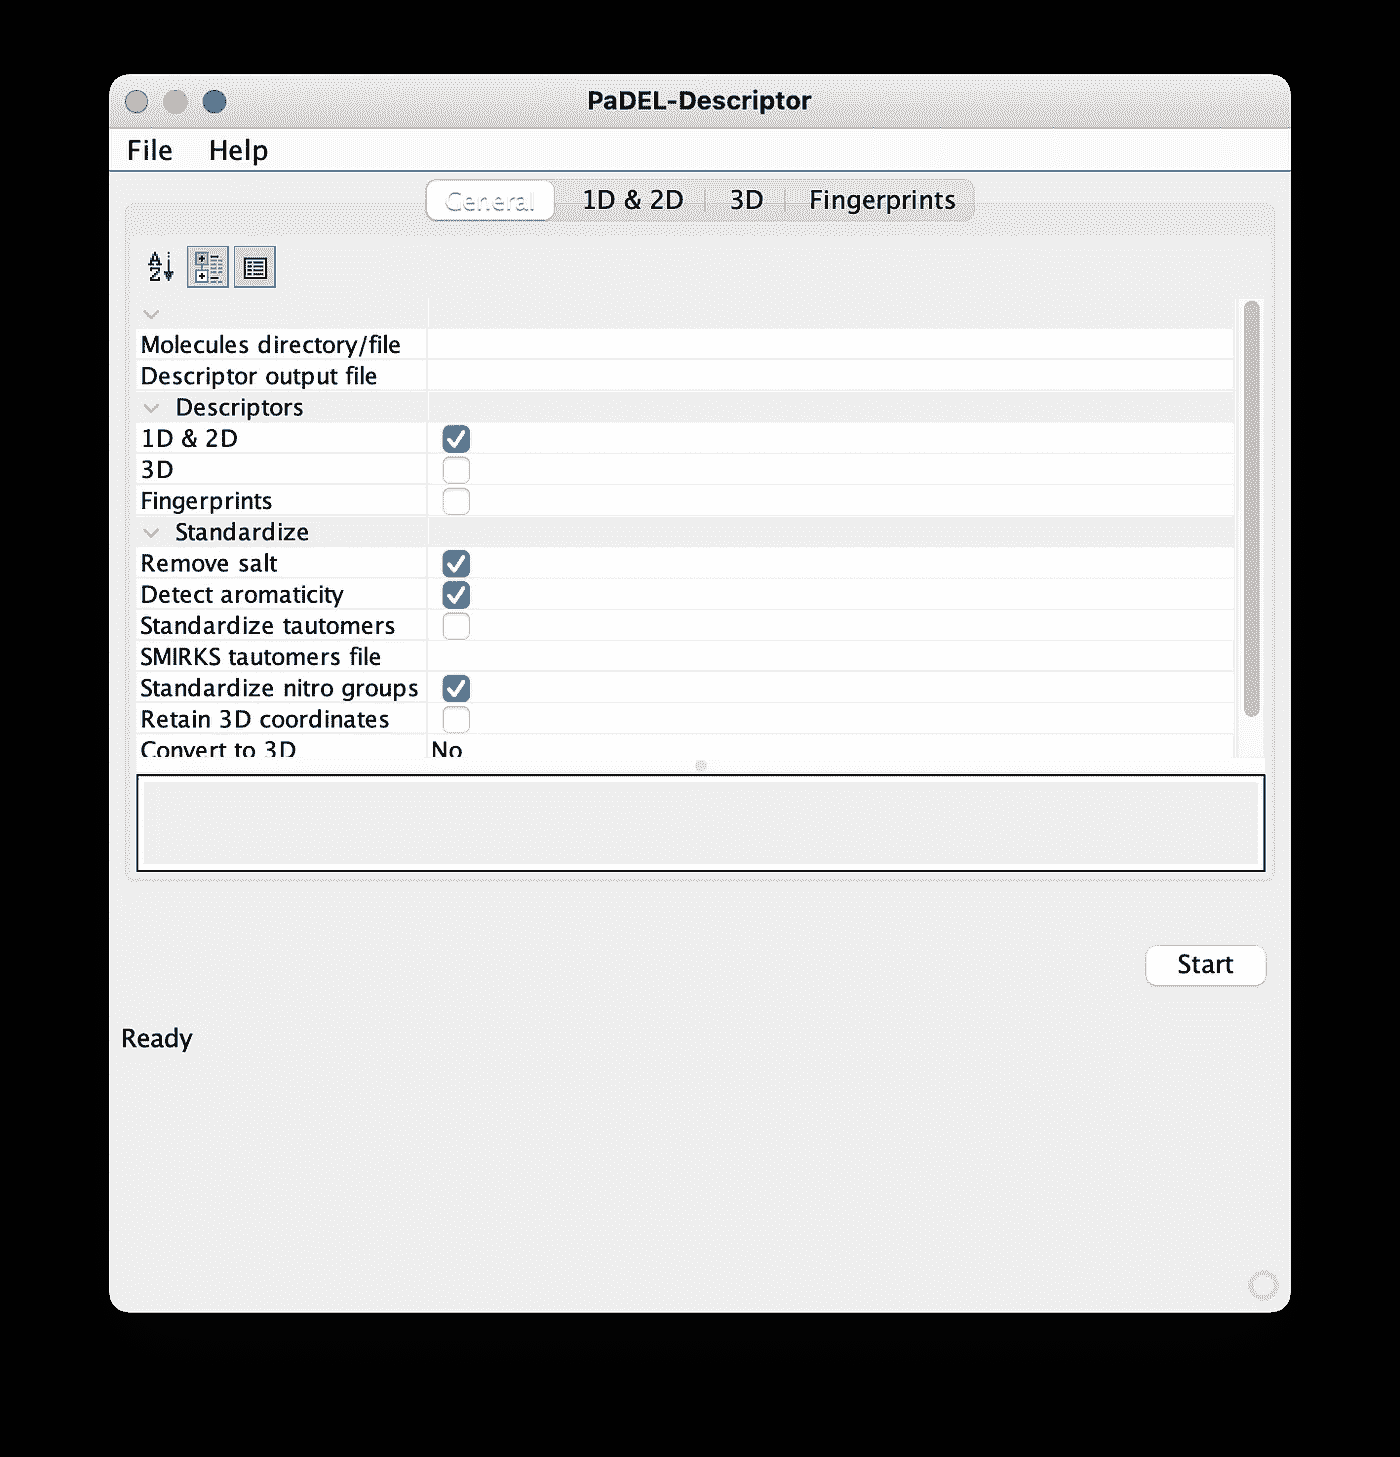 PaDEL-Descriptor
File Help
General 1D & 2D 3D Fingerprints
Molecules directory/file
Descriptor output file
Descriptors
1D & 2D
3D
Fingerprints
Standardize
Remove salt
Detect aromaticity
Standardize tautomers
SMIRKS tautomers file
Standardize nitro groups
Retain 3D coordinates
Convert to 3D No
Start
Ready